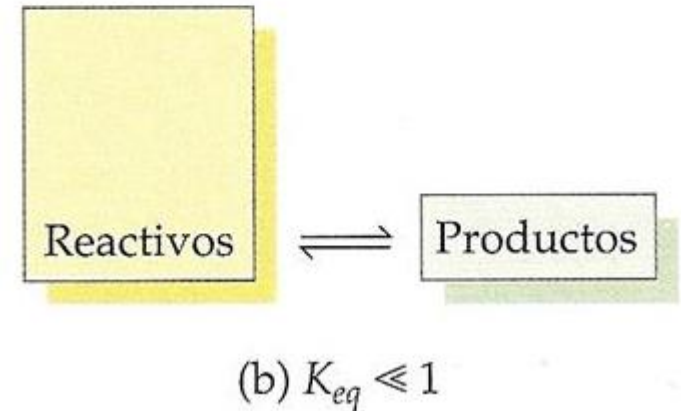 Reactivos ⇌ Productos
(b) K_eq ≪ 1